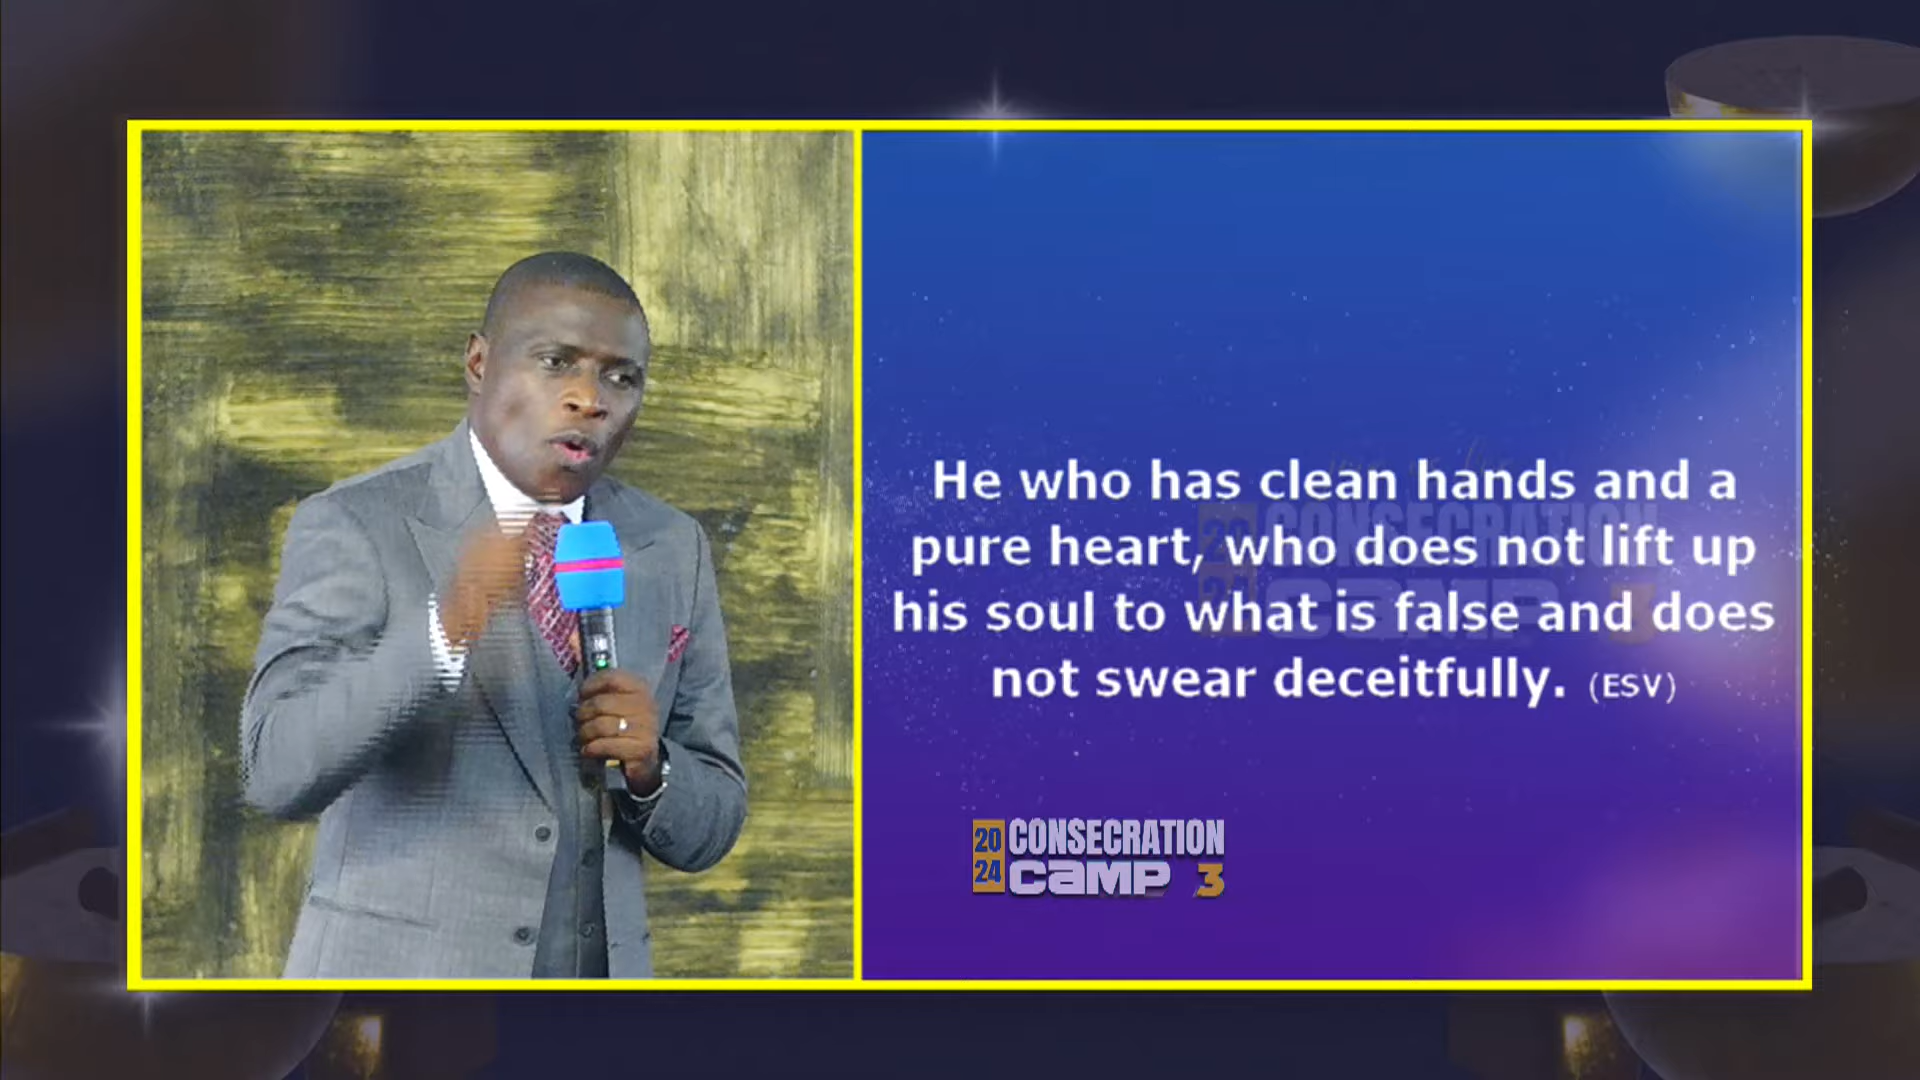 He who has clean hands and a
pure heart, who does not lift up
his soul to what is false and does
not swear deceitfully. (ESV)
20
24
CONSECRATION
CAMP 3